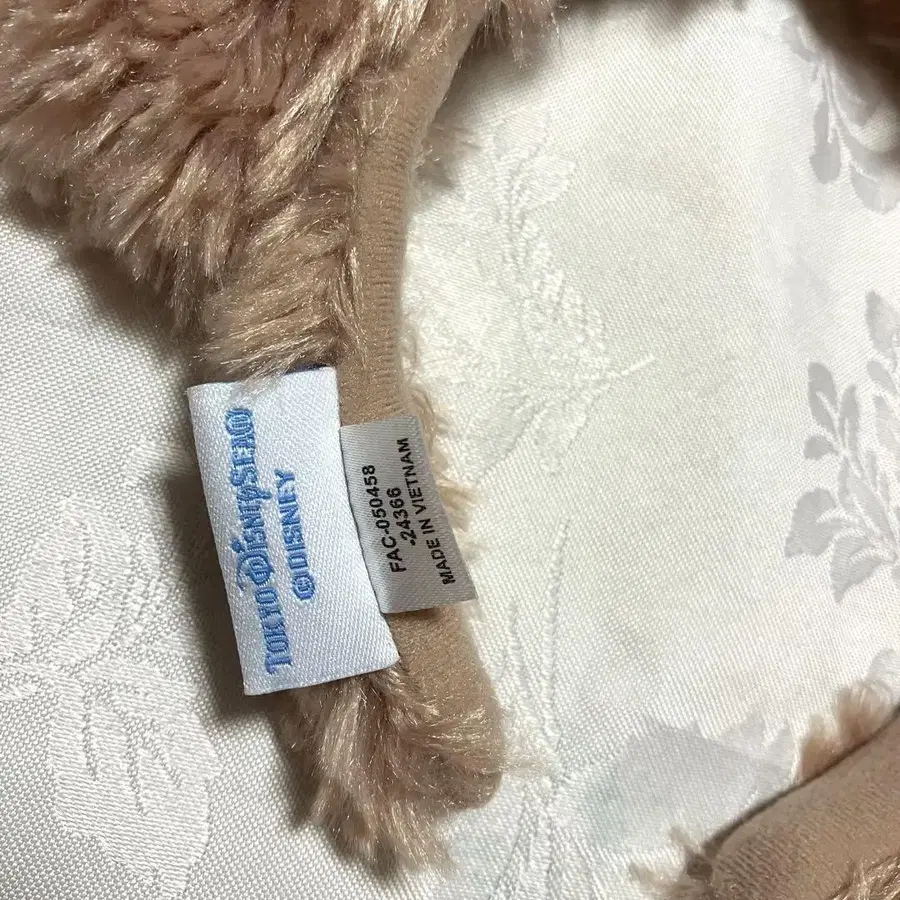 TOKYO DISNEYSEA
© DISNEY
FAC-050458
-24366
MADE IN VIETNAM